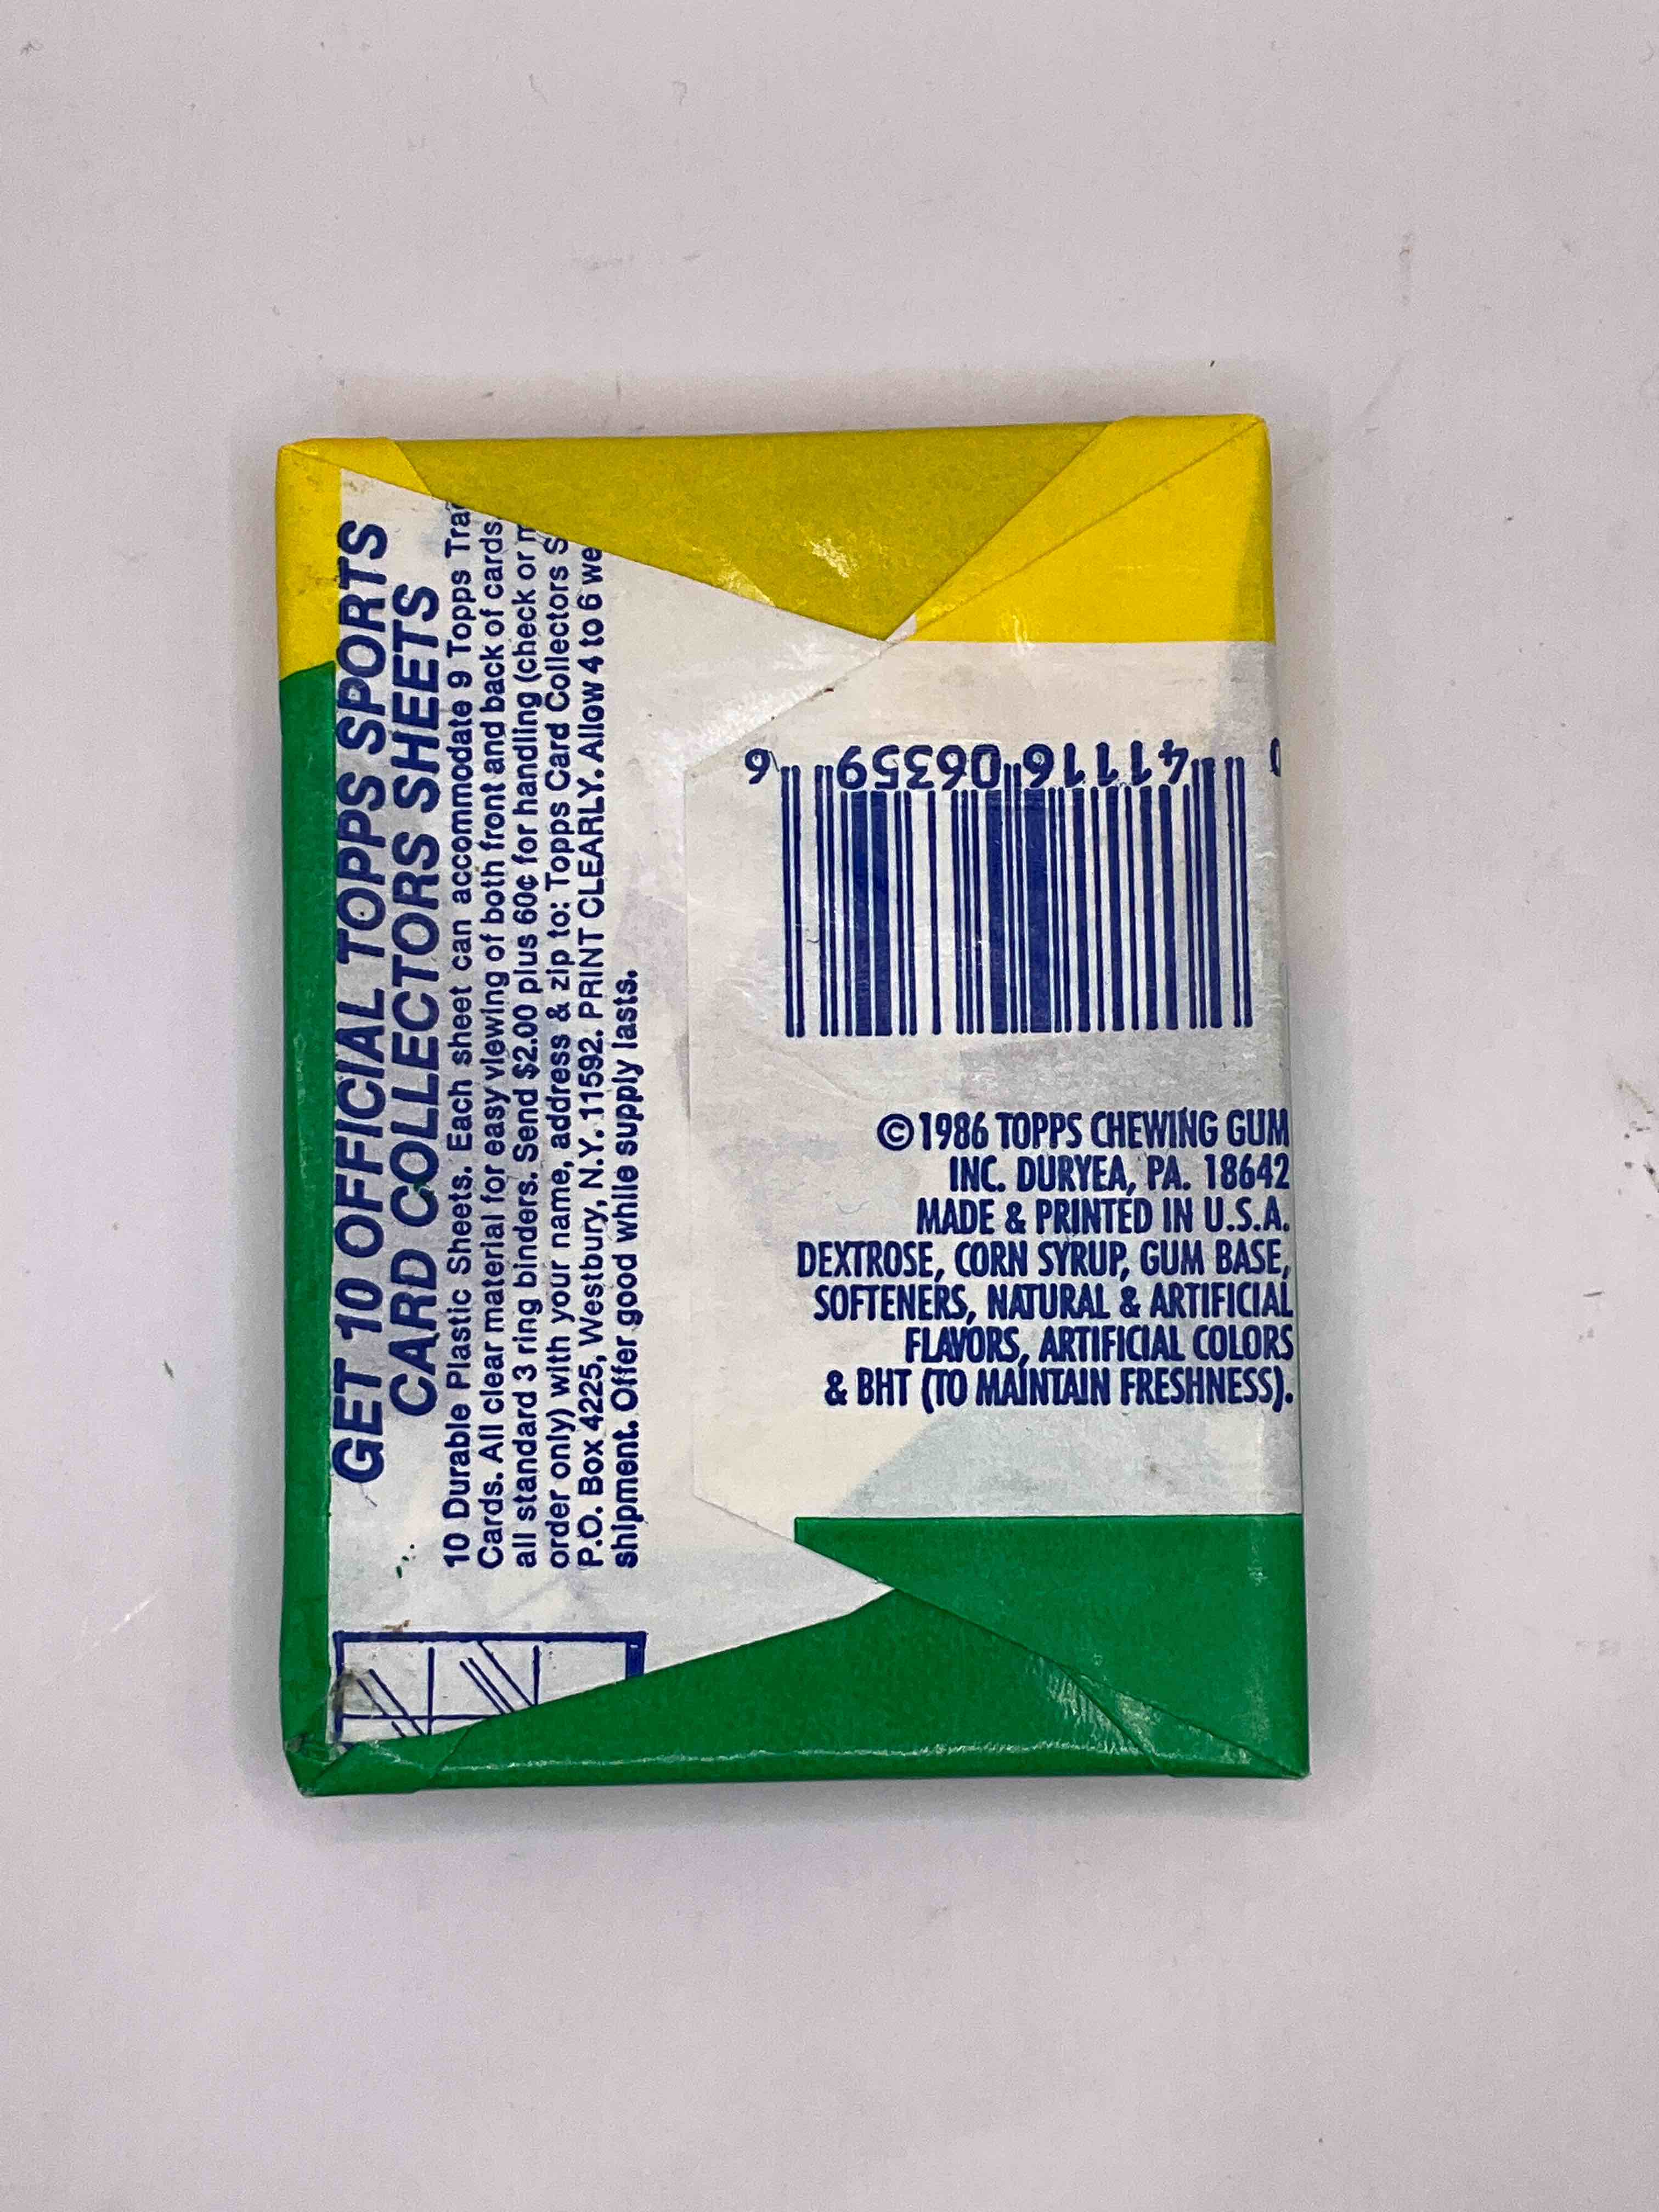 GET 10 OFFICIAL TOPPS SPORTS
CARD COLLECTORS SHEETS
10 Durable Plastic Sheets. Each sheet can accommodate 9 Topps
Cards. All clear material for easy viewing of both front and back of cards
all standard 3 ring binders. Send $2.00 plus 60¢ for handling (check or
order only) with your name, address & zip to: Topps Card Collectors
P.O. Box 4225, Westbury, N.Y. 11592. PRINT CLEARLY. Allow 4 to 6
shipment. Offer good while supply lasts.
0 41116 06359 6
©1986 TOPPS CHEWING GUM
INC. DURYEA, PA. 18642
MADE & PRINTED IN U.S.A.
DEXTROSE, CORN SYRUP, GUM BASE,
SOFTENERS, NATURAL & ARTIFICIAL
FLAVORS, ARTIFICIAL COLORS
& BHT (TO MAINTAIN FRESHNESS).